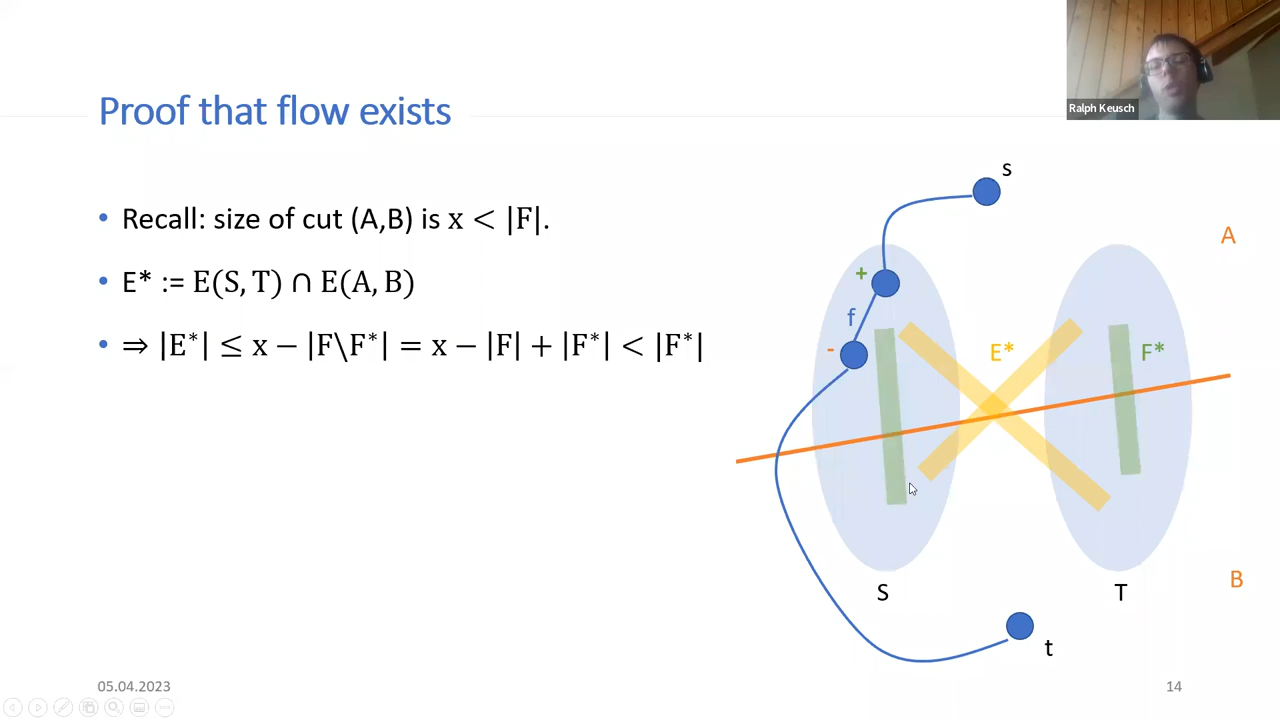 Ralph Keusch
Proof that flow exists
• Recall: size of cut (A,B) is x < |F|.
• E* := E(S, T) ∩ E(A, B)
• ⇒ |E*| ≤ x − |F\F*| = x − |F| + |F*| < |F*|
s
A
+
f
-
E*
F*
S
T
B
t
05.04.2023
14